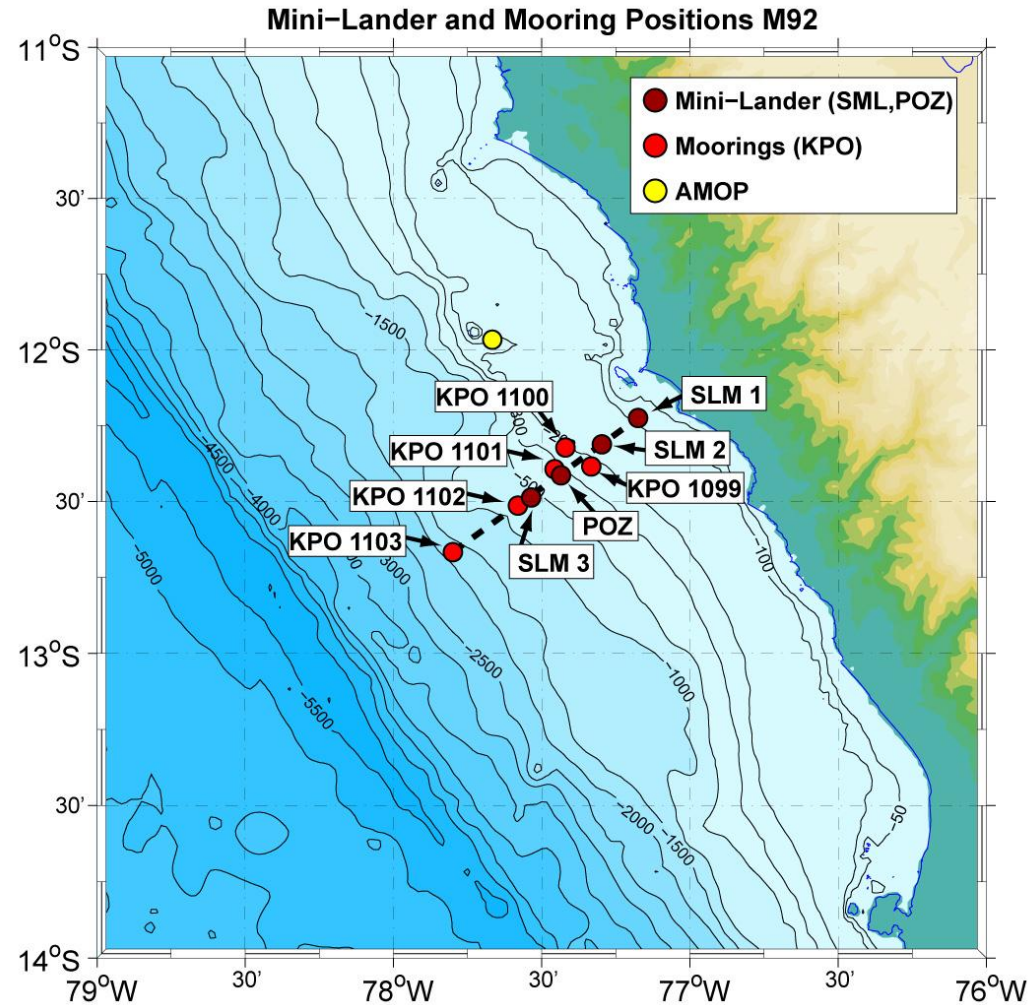 Mini−Lander and Mooring Positions M92
11°S
Mini−Lander (SML,POZ)
Moorings (KPO)
AMOP
30'
−1500
12°S
KPO 1100
SLM 1
KPO 1101
SLM 2
−4500
−500
KPO 1102
KPO 1099
30'
−4000
POZ
KPO 1103
SLM 3
−100
−5000
−2500
−1000
13°S
−5500
30'
−2000
−1500
−50
14°S
79°W
30'
78°W
30'
77°W
30'
76°W